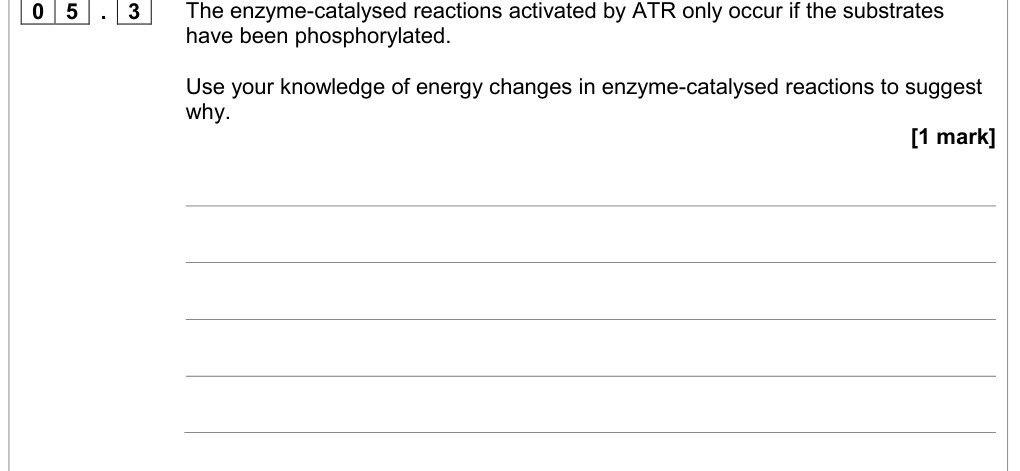 0 5 . 3 The enzyme-catalysed reactions activated by ATR only occur if the substrates
have been phosphorylated.
Use your knowledge of energy changes in enzyme-catalysed reactions to suggest
why.
[1 mark]